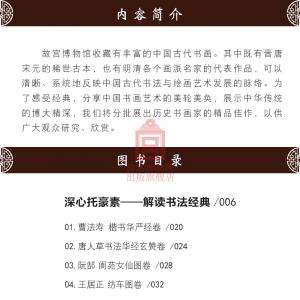 内容简介
故宫博物馆收藏有丰富的中国古代书画。其中既有晋唐
宋元的稀世古本，也有明清各个画派名家的代表作品，可以
清晰、系统地反映中国古代书法与绘画艺术发展的脉络。为
了感受经典，分享中国书画艺术的美轮美奂，展示中华传统
的博大精深，我们将分批展出历史书画家的精品佳作，以供
广大观众研究、欣赏。
出版旗舰店
图书目录
深心托豪素——解读书法经典 /006
01. 曹法寿 楷书华严经卷 /020
02. 唐人草书法华经玄赞卷 /024
03. 阮郜 阆苑女仙图卷 /028
04. 王居正 纺车图卷 /032